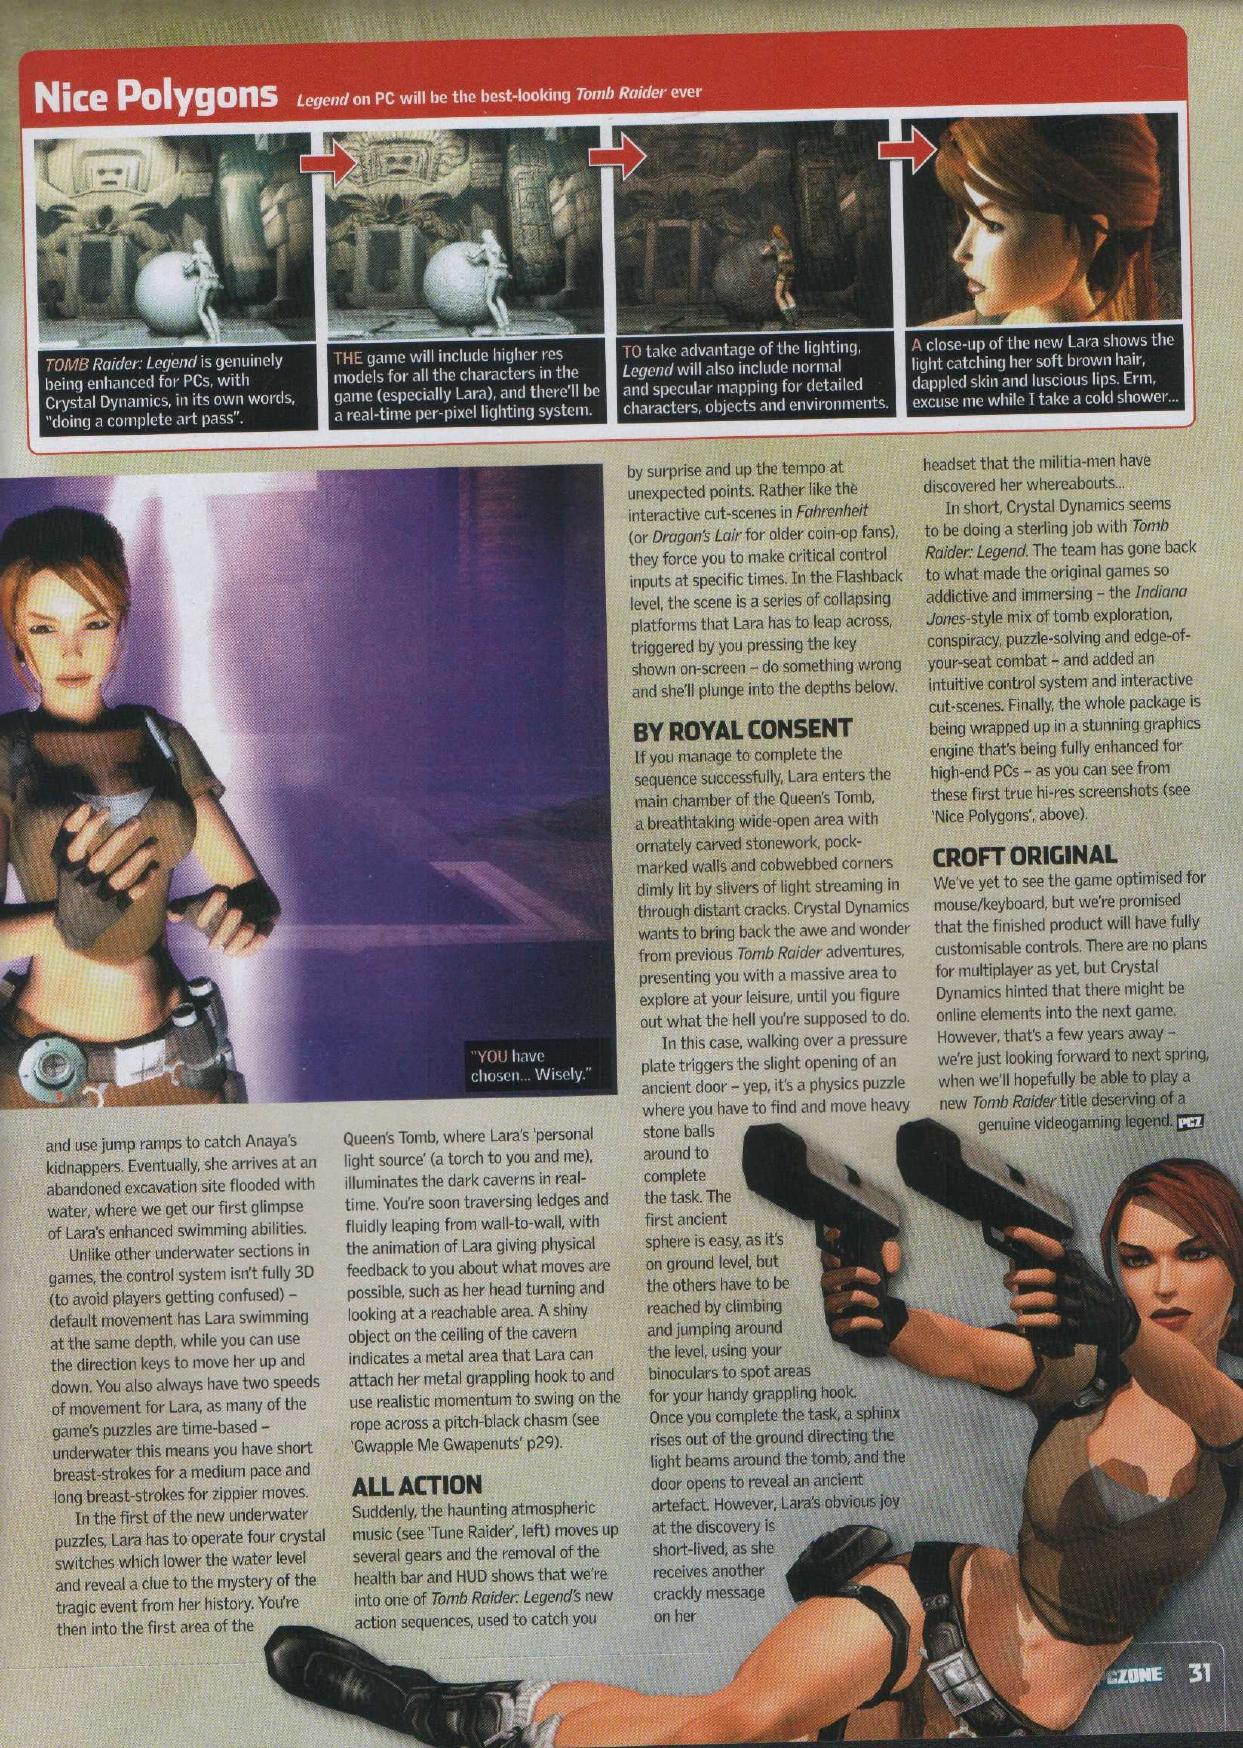 Nice Polygons Legend on PC will be the best-looking Tomb Raider ever
TOMB Raider: Legend is genuinely
being enhanced for PCs, with
Crystal Dynamics, in its own words,
"doing a complete art pass".
THE game will include higher res
models for all the characters in the
game (especially Lara), and there'll be
a real-time per-pixel lighting system.
TO take advantage of the lighting,
Legend will also include normal
and specular mapping for detailed
characters, objects and environments.
A close-up of the new Lara shows the
light catching her soft brown hair,
dappled skin and luscious lips. Erm,
excuse me while I take a cold shower...
"YOU have
chosen... Wisely."
and use jump ramps to catch Anaya's
kidnappers. Eventually, she arrives at an
abandoned excavation site flooded with
water, where we get our first glimpse
of Lara's enhanced swimming abilities.
Unlike other underwater sections in
games, the control system isn't fully 3D
(to avoid players getting confused) –
default movement has Lara swimming
at the same depth, while you can use
the direction keys to move her up and
down. You also always have two speeds
of movement for Lara, as many of the
game's puzzles are time-based –
underwater this means you have short
breast-strokes for a medium pace and
long breast-strokes for zippier moves.
In the first of the new underwater
puzzles, Lara has to operate four crystal
switches which lower the water level
and reveal a clue to the mystery of the
tragic event from her history. You're
then into the first area of the
Queen's Tomb, where Lara's 'personal
light source' (a torch to you and me),
illuminates the dark caverns in real-
time. You're soon traversing ledges and
fluidly leaping from wall-to-wall, with
the animation of Lara giving physical
feedback to you about what moves are
possible, such as her head turning and
looking at a reachable area. A shiny
object on the ceiling of the cavern
indicates a metal area that Lara can
attach her metal grappling hook to and
use realistic momentum to swing on the
rope across a pitch-black chasm (see
'Gwapple Me Gwapenuts' p29).
ALL ACTION
Suddenly, the haunting atmospheric
music (see 'Tune Raider', left) moves up
several gears and the removal of the
health bar and HUD shows that we're
into one of Tomb Raider: Legend's new
action sequences, used to catch you
by surprise and up the tempo at
unexpected points. Rather like the
interactive cut-scenes in Fahrenheit
(or Dragon's Lair for older coin-op fans),
they force you to make critical control
inputs at specific times. In the Flashback
level, the scene is a series of collapsing
platforms that Lara has to leap across,
triggered by you pressing the key
shown on-screen – do something wrong
and she'll plunge into the depths below.
BY ROYAL CONSENT
If you manage to complete the
sequence successfully, Lara enters the
main chamber of the Queen's Tomb,
a breathtaking wide-open area with
ornately carved stonework, pock-
marked walls and cobwebbed corners
dimly lit by slivers of light streaming in
through distant cracks. Crystal Dynamics
wants to bring back the awe and wonder
from previous Tomb Raider adventures,
presenting you with a massive area to
explore at your leisure, until you figure
out what the hell you're supposed to do.
In this case, walking over a pressure
plate triggers the slight opening of an
ancient door – yep, it's a physics puzzle
where you have to find and move heavy
stone balls
around to
complete
the task. The
first ancient
sphere is easy, as it's
on ground level, but
the others have to be
reached by climbing
and jumping around
the level, using your
binoculars to spot areas
for your handy grappling hook.
Once you complete the task, a sphinx
rises out of the ground directing the
light beams around the tomb, and the
door opens to reveal an ancient
artefact. However, Lara's obvious joy
at the discovery is
short-lived, as she
receives another
crackly message
on her
headset that the militia-men have
discovered her whereabouts...
In short, Crystal Dynamics seems
to be doing a sterling job with Tomb
Raider: Legend. The team has gone back
to what made the original games so
addictive and immersing – the Indiana
Jones-style mix of tomb exploration,
conspiracy, puzzle-solving and edge-of-
your-seat combat – and added an
intuitive control system and interactive
cut-scenes. Finally, the whole package is
being wrapped up in a stunning graphics
engine that's being fully enhanced for
high-end PCs – as you can see from
these first true hi-res screenshots (see
'Nice Polygons', above).
CROFT ORIGINAL
We've yet to see the game optimised for
mouse/keyboard, but we're promised
that the finished product will have fully
customisable controls. There are no plans
for multiplayer as yet, but Crystal
Dynamics hinted that there might be
online elements into the next game.
However, that's a few years away –
we're just looking forward to next spring,
when we'll hopefully be able to play a
new Tomb Raider title deserving of a
genuine videogaming legend. PCZ
CZONE 31